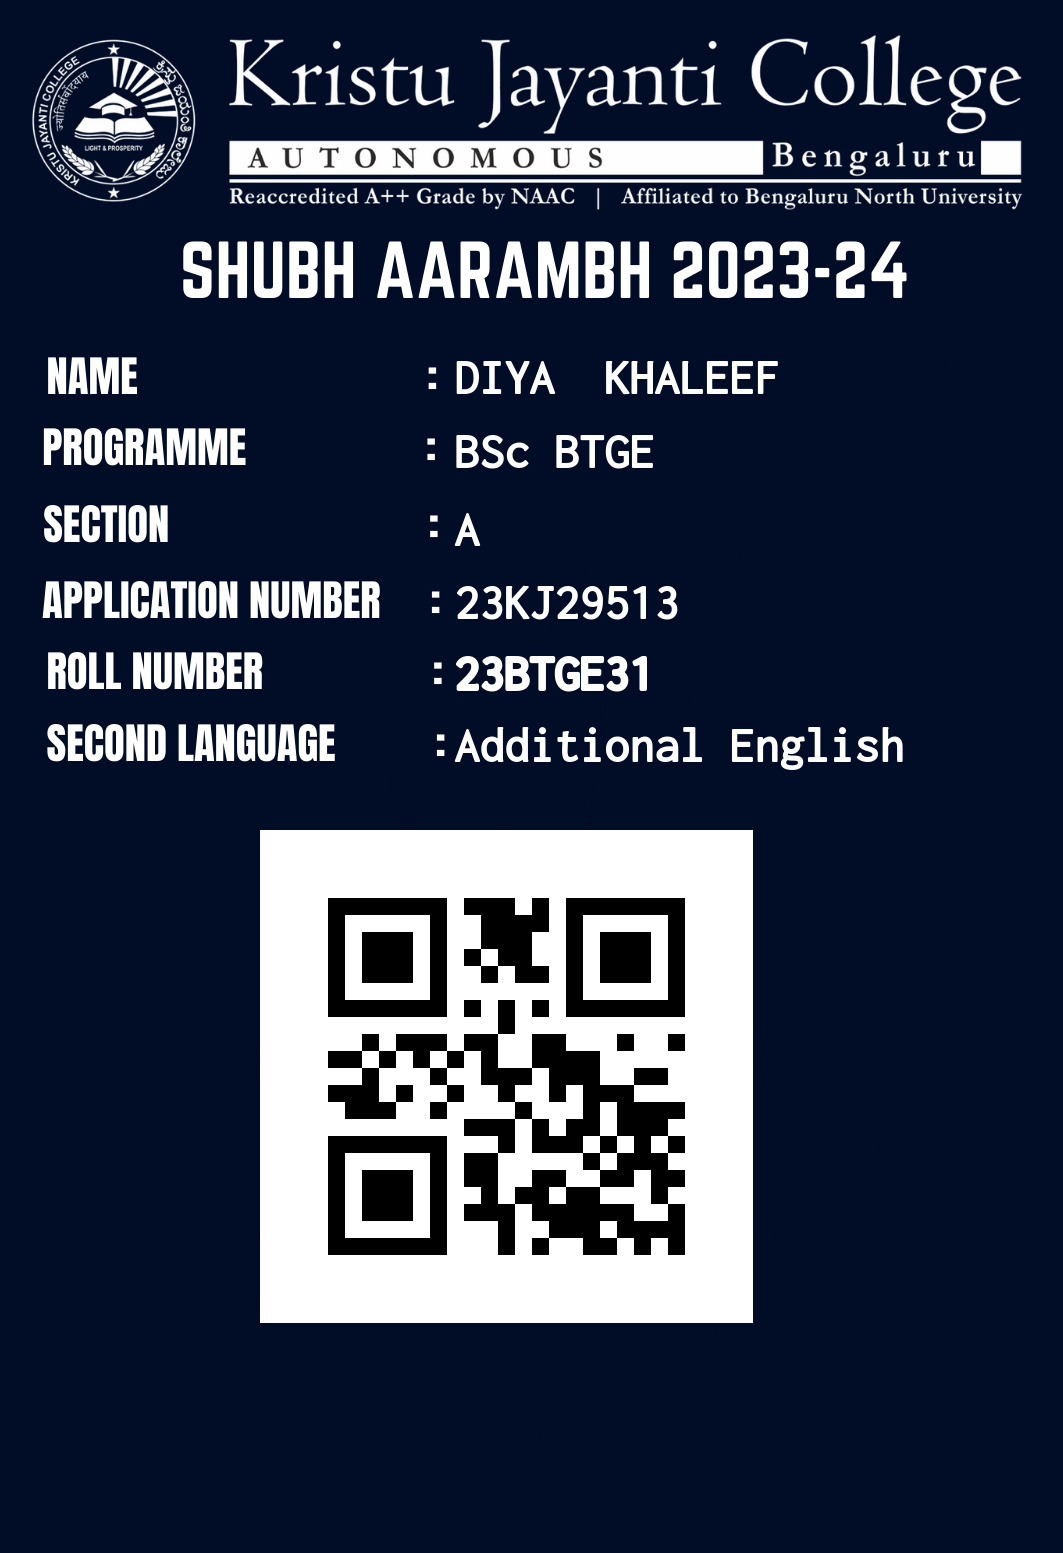 Kristu Jayanti College
AUTONOMOUS Bengaluru
Reaccredited A++ Grade by NAAC | Affiliated to Bengaluru North University
KRISTU JAYANTI COLLEGE
LIGHT & PROSPERITY
SHUBH AARAMBH 2023-24
NAME : DIYA KHALEEF
PROGRAMME : BSc BTGE
SECTION : A
APPLICATION NUMBER : 23KJ29513
ROLL NUMBER : 23BTGE31
SECOND LANGUAGE : Additional English